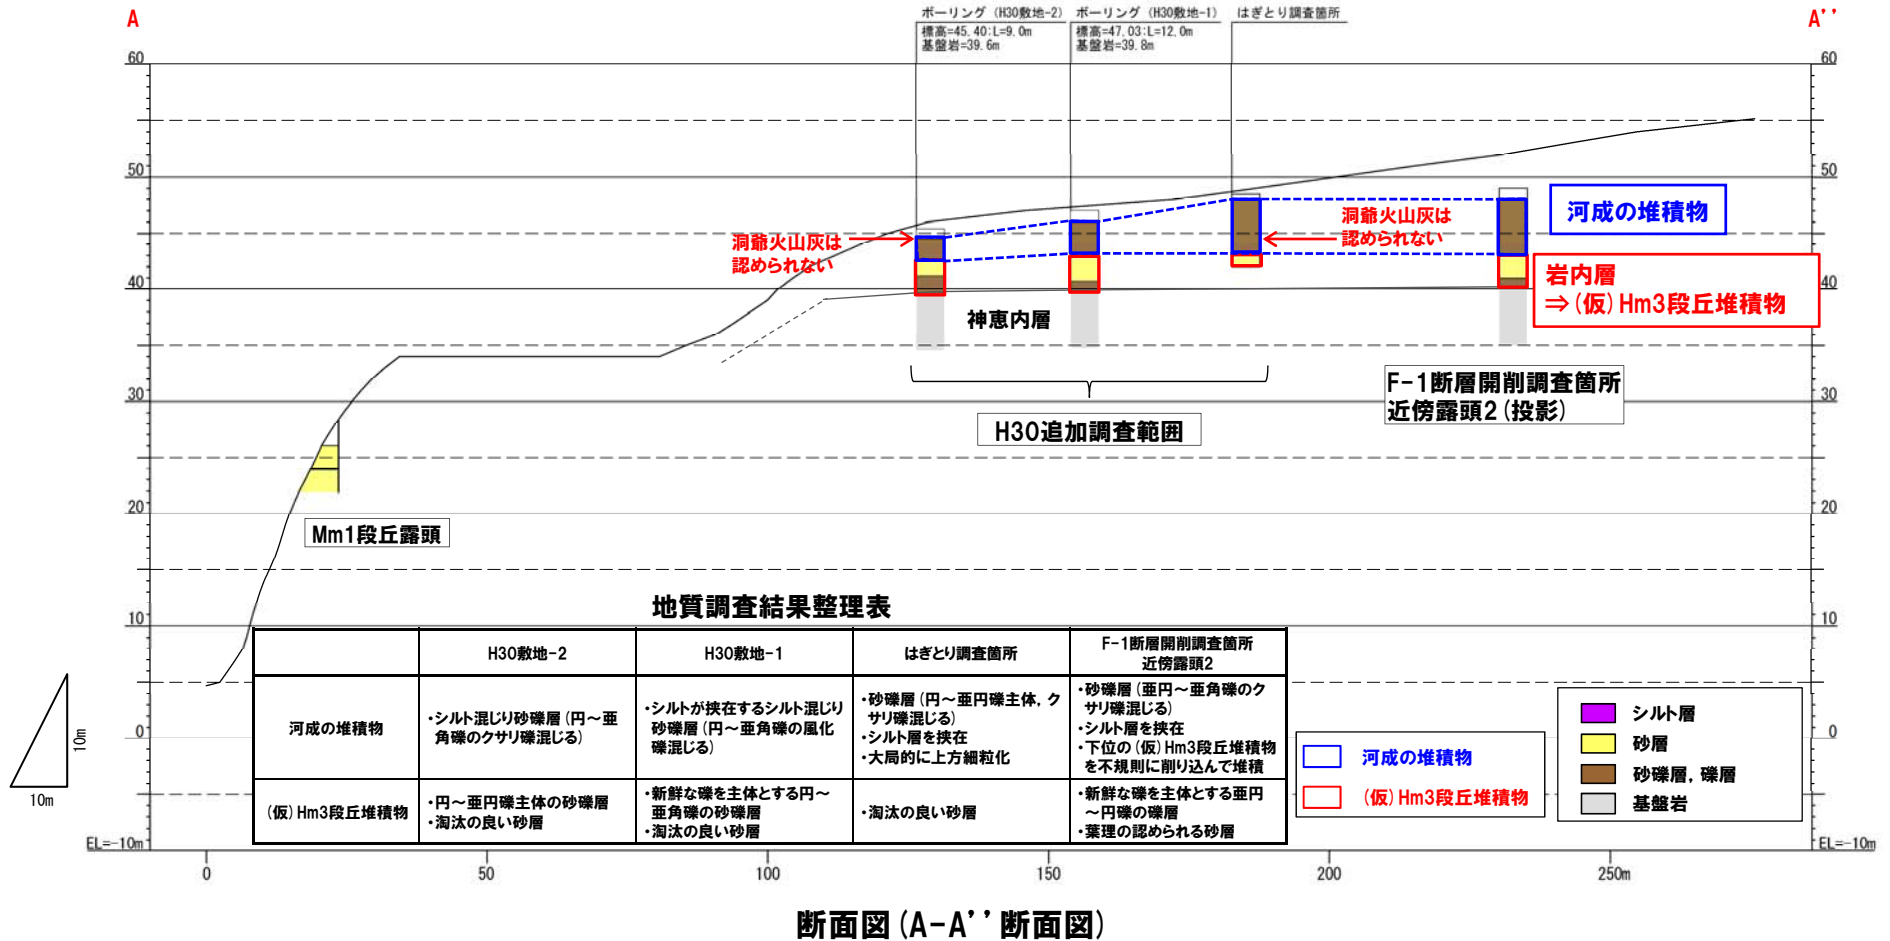 A
A''
ボーリング (H30敷地-2)
標高=45.40:L=9.0m
基盤岩=39.6m
ボーリング (H30敷地-1)
標高=47.03:L=12.0m
基盤岩=39.8m
はぎとり調査箇所
60
60
50
50
40
40
30
30
20
20
10
10
0
0
EL=-10m
EL=-10m
洞爺火山灰は
認められない
洞爺火山灰は
認められない
河成の堆積物
岩内層
⇒(仮)Hm3段丘堆積物
神恵内層
H30追加調査範囲
F-1断層開削調査箇所
近傍露頭2(投影)
Mm1段丘露頭
地質調査結果整理表
H30敷地-2
H30敷地-1
はぎとり調査箇所
F-1断層開削調査箇所
近傍露頭2
河成の堆積物
・シルト混じり砂礫層(円～亜
角礫のクサリ礫混じる)
・シルトが挟在するシルト混じり
砂礫層(円～亜角礫の風化
礫混じる)
・砂礫層(円～亜円礫主体，ク
サリ礫混じる)
・シルト層を挟在
・大局的に上方細粒化
・砂礫層(亜円～亜角礫のク
サリ礫混じる)
・シルト層を挟在
・下位の(仮)Hm3段丘堆積物
を不規則に削り込んで堆積
(仮)Hm3段丘堆積物
・円～亜円礫主体の砂礫層
・淘汰の良い砂層
・新鮮な礫を主体とする円～
亜角礫の砂礫層
・淘汰の良い砂層
・淘汰の良い砂層
・新鮮な礫を主体とする亜円
～円礫の礫層
・葉理の認められる砂層
河成の堆積物
(仮)Hm3段丘堆積物
シルト層
砂層
砂礫層，礫層
基盤岩
10m
10m
0
50
100
150
200
250m
断面図(A-A''断面図)